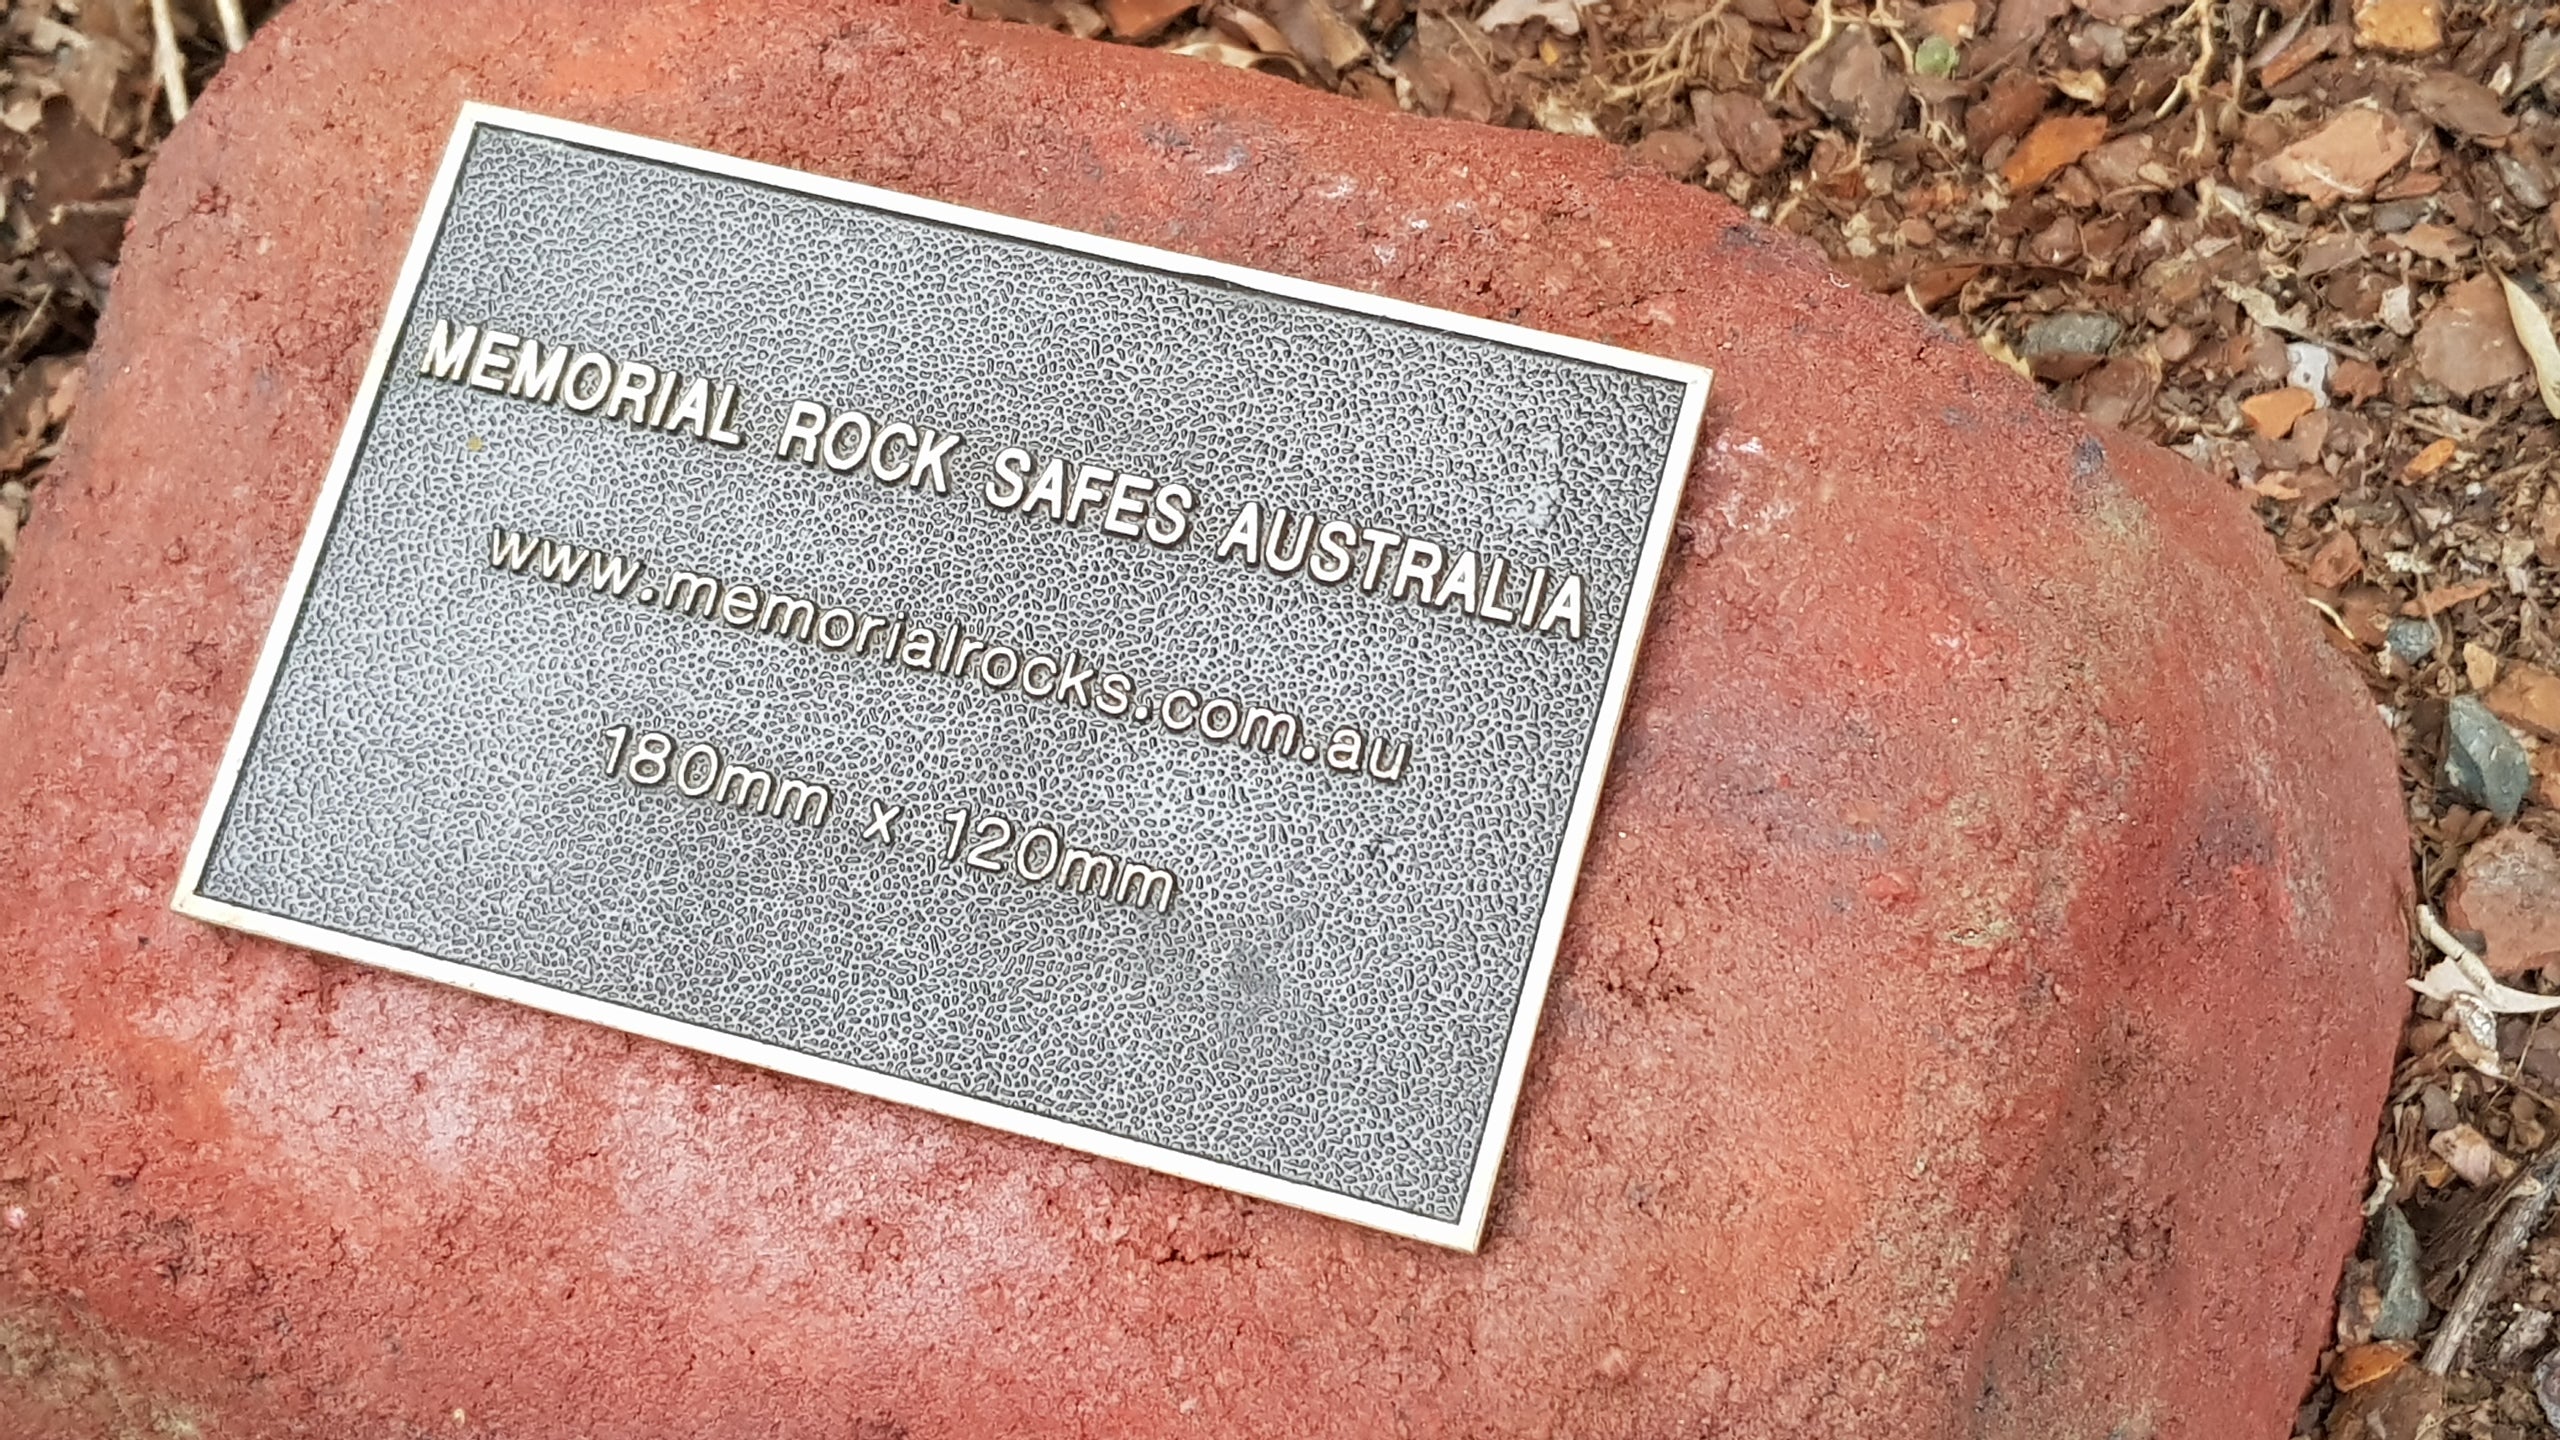 MEMORIAL ROCK SAFES AUSTRALIA
www.memorialrocks.com.au
180mm x 120mm